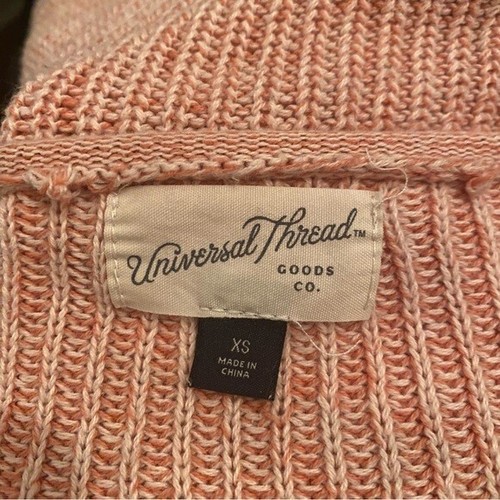 Universal Thread™
GOODS
CO.
XS
MADE IN
CHINA